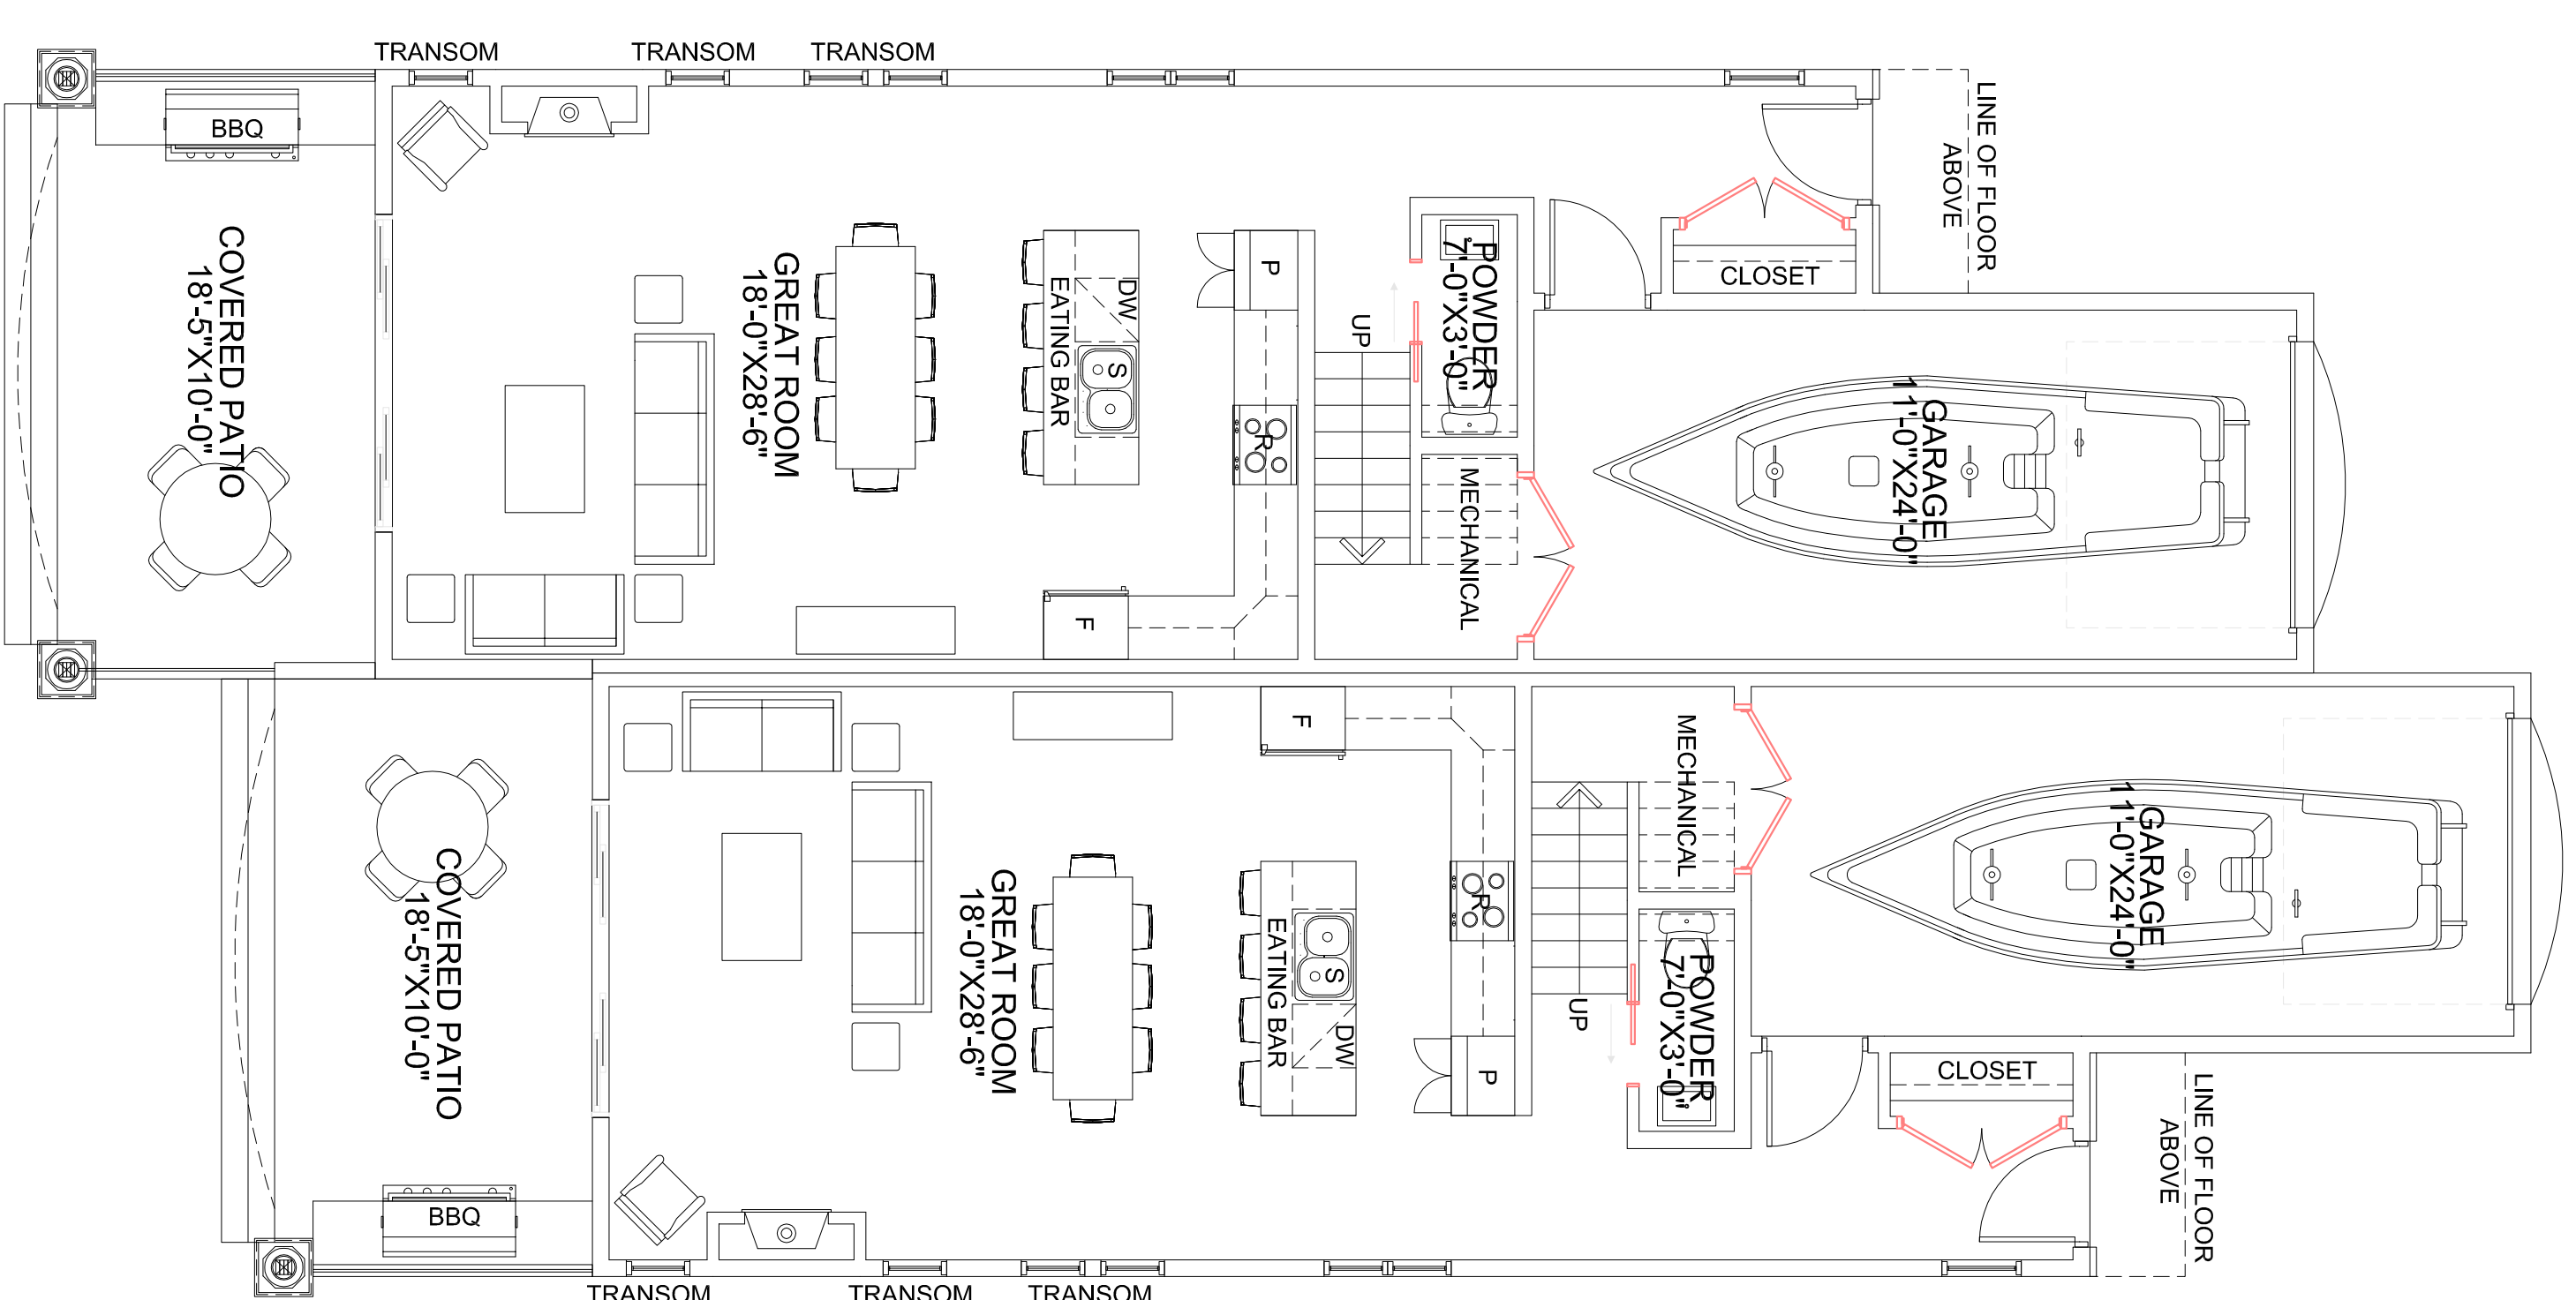 TRANSOM
TRANSOM
TRANSOM
BBQ
COVERED PATIO
18'-5"X10'-0"
GREAT ROOM
18'-0"X28'-6"
EATING BAR
DW
S
P
R
F
UP
POWDER
7'-0"X3'-0"
MECHANICAL
CLOSET
LINE OF FLOOR
ABOVE
GARAGE
11'-0"X24'-0"
COVERED PATIO
18'-5"X10'-0"
BBQ
GREAT ROOM
18'-0"X28'-6"
EATING BAR
F
S
DW
R
P
UP
MECHANICAL
POWDER
7'-0"X3'-0"
CLOSET
GARAGE
11'-0"X24'-0"
LINE OF FLOOR
ABOVE
TRANSOM
TRANSOM
TRANSOM